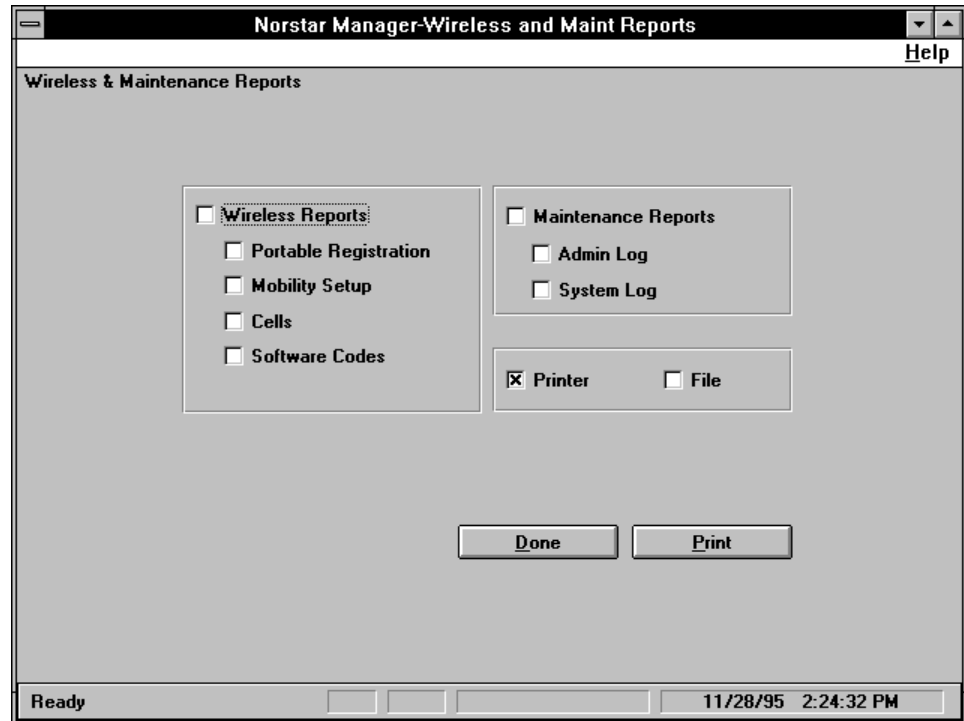 Norstar Manager-Wireless and Maint Reports
Help
Wireless & Maintenance Reports
Wireless Reports
Portable Registration
Mobility Setup
Cells
Software Codes
Maintenance Reports
Admin Log
System Log
Printer File
Done Print
Ready 11/28/95 2:24:32 PM